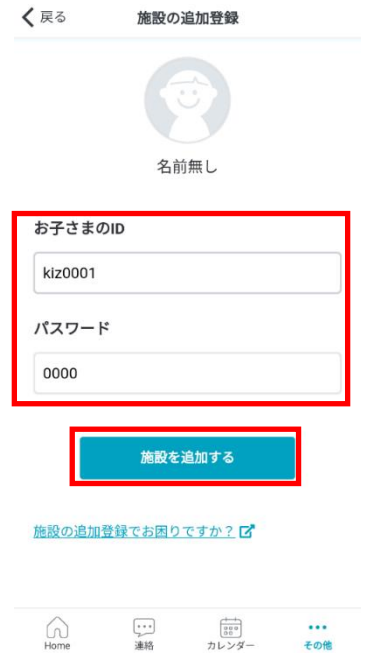 戻る 施設の追加登録
名前無し
お子さまのID
kiz0001
パスワード
0000
施設を追加する
施設の追加登録でお困りですか？
Home 連絡 カレンダー その他